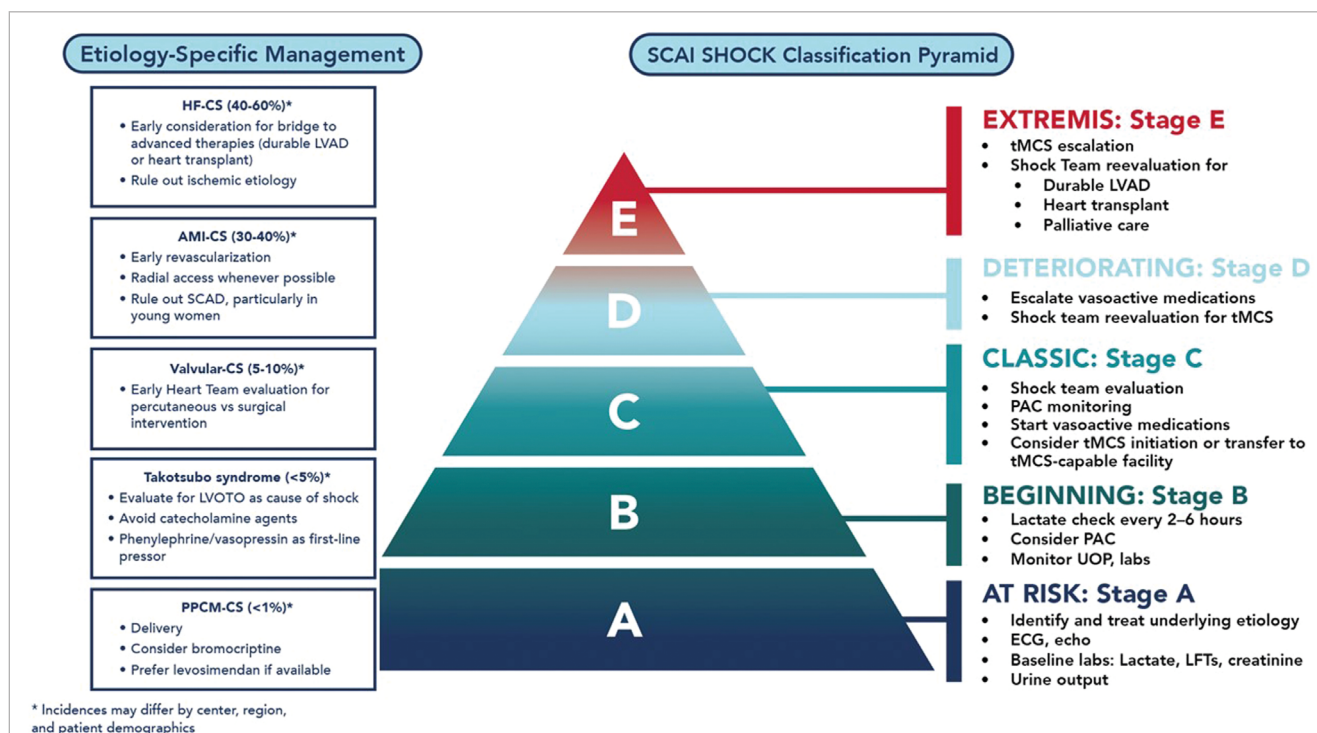 Etiology-Specific Management
HF-CS (40-60%)*
• Early consideration for bridge to
advanced therapies (durable LVAD
or heart transplant)
• Rule out ischemic etiology
AMI-CS (30-40%)*
• Early revascularization
• Radial access whenever possible
• Rule out SCAD, particularly in
young women
Valvular-CS (5-10%)*
• Early Heart Team evaluation for
percutaneous vs surgical
intervention
Takotsubo syndrome (<5%)*
• Evaluate for LVOTO as cause of shock
• Avoid catecholamine agents
• Phenylephrine/vasopressin as first-line
pressor
PPCM-CS (<1%)*
• Delivery
• Consider bromocriptine
• Prefer levosimendan if available
* Incidences may differ by center, region,
and patient demographics
SCAI SHOCK Classification Pyramid
E
D
C
B
A
EXTREMIS: Stage E
• tMCS escalation
• Shock Team reevaluation for
• Durable LVAD
• Heart transplant
• Palliative care
DETERIORATING: Stage D
• Escalate vasoactive medications
• Shock team reevaluation for tMCS
CLASSIC: Stage C
• Shock team evaluation
• PAC monitoring
• Start vasoactive medications
• Consider tMCS initiation or transfer to
tMCS-capable facility
BEGINNING: Stage B
• Lactate check every 2–6 hours
• Consider PAC
• Monitor UOP, labs
AT RISK: Stage A
• Identify and treat underlying etiology
• ECG, echo
• Baseline labs: Lactate, LFTs, creatinine
• Urine output